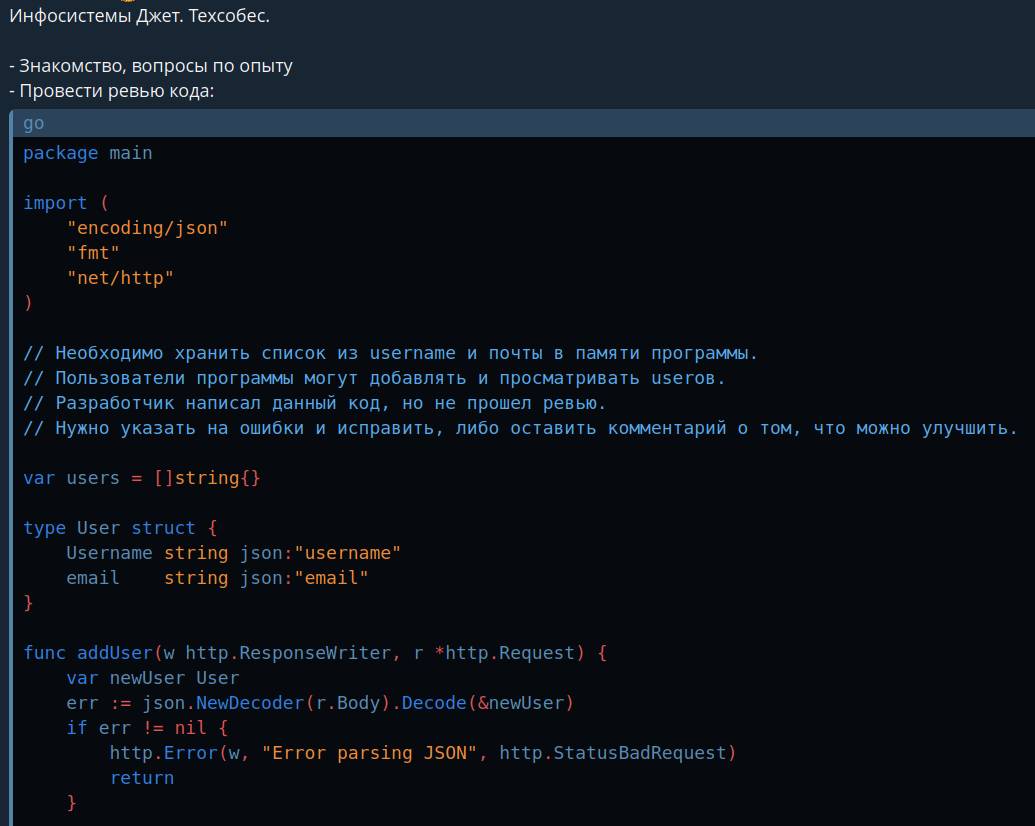 Инфосистемы Джет. Техсобес.
- Знакомство, вопросы по опыту
- Провести ревью кода:
go
package main
import (
    "encoding/json"
    "fmt"
    "net/http"
)
// Необходимо хранить список из username и почты в памяти программы.
// Пользователи программы могут добавлять и просматривать userов.
// Разработчик написал данный код, но не прошел ревью.
// Нужно указать на ошибки и исправить, либо оставить комментарий о том, что можно улучшить.
var users = []string{}
type User struct {
    Username string json:"username"
    email    string json:"email"
}
func addUser(w http.ResponseWriter, r *http.Request) {
    var newUser User
    err := json.NewDecoder(r.Body).Decode(&newUser)
    if err != nil {
        http.Error(w, "Error parsing JSON", http.StatusBadRequest)
        return
    }